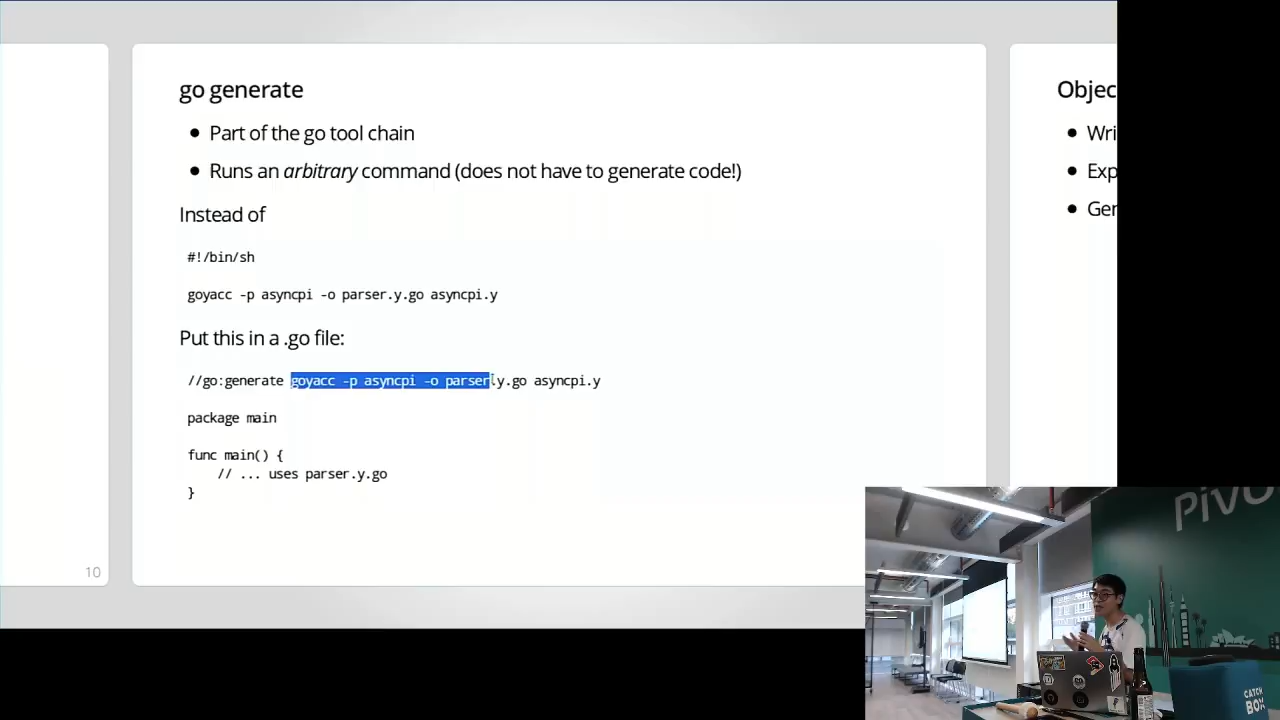 go generate
● Part of the go tool chain
● Runs an arbitrary command (does not have to generate code!)
Instead of
#!/bin/sh
goyacc -p asyncpi -o parser.y.go asyncpi.y
Put this in a .go file:
//go:generate goyacc -p asyncpi -o parser.y.go asyncpi.y
package main
func main() {
// ... uses parser.y.go
}
10
Objec
● Wri
● Exp
● Ger
Pivo
CATCH
BOX